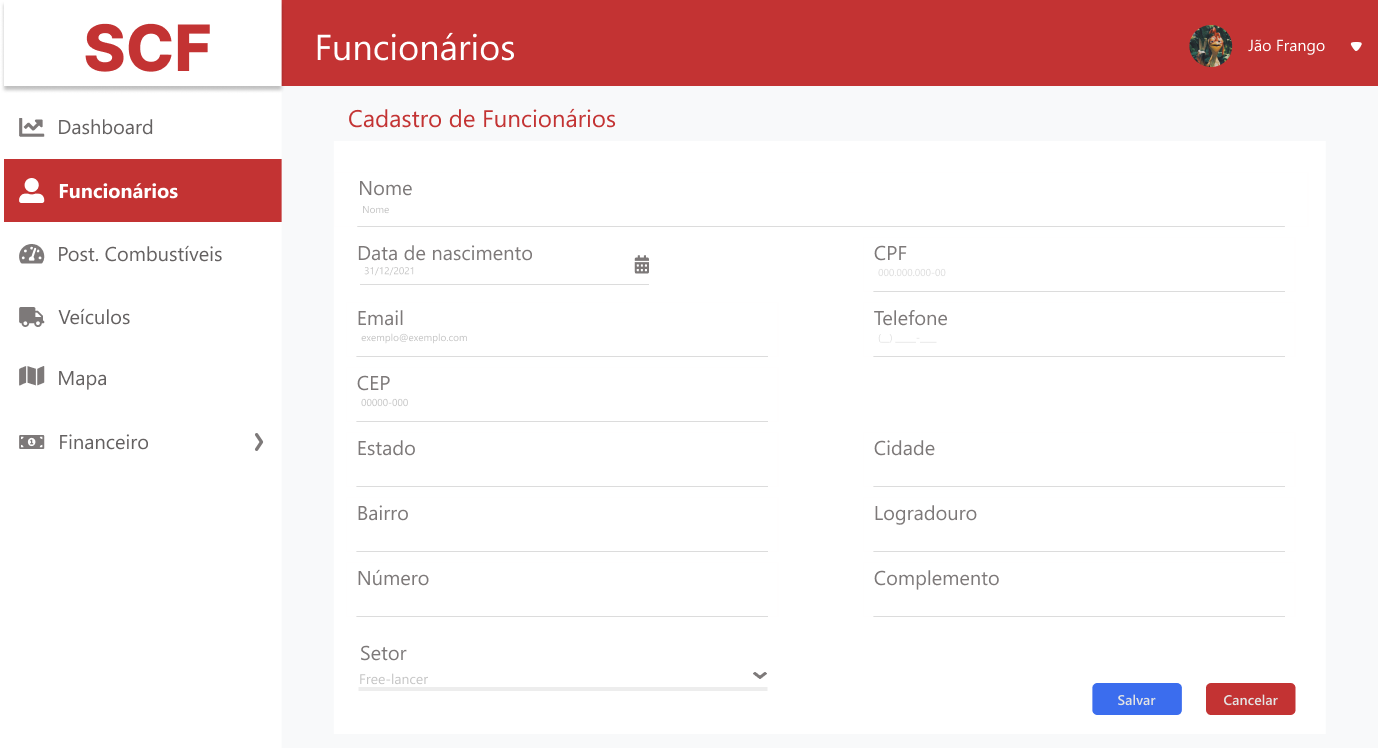 SCF
Funcionários
Jão Frango
Dashboard
Funcionários
Post. Combustíveis
Veículos
Mapa
Financeiro
Cadastro de Funcionários
Nome
Nome
Data de nascimento
31/12/2021
CPF
000.000.000-00
Email
exemplo@exemplo.com
Telefone
(__) ____-____
CEP
00000-000
Estado
Cidade
Bairro
Logradouro
Número
Complemento
Setor
Free-lancer
Salvar
Cancelar